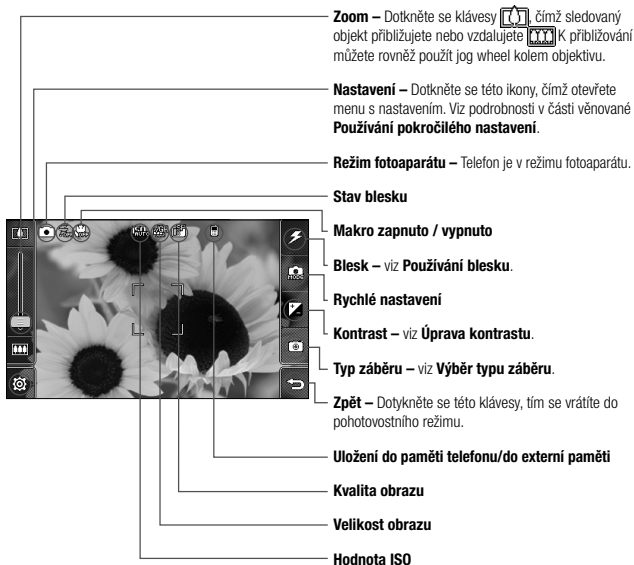 Zoom – Dotkněte se klávesy , čímž sledovaný
objekt přibližujete nebo vzdalujete K přibližování
můžete rovněž použít jog wheel kolem objektivu.
Nastavení – Dotkněte se této ikony, čímž otevřete
menu s nastavením. Viz podrobnosti v části věnované
Používání pokročilého nastavení.
Režim fotoaparátu – Telefon je v režimu fotoaparátu.
Stav blesku
Makro zapnuto / vypnuto
Blesk – viz Používání blesku.
Rychlé nastavení
Kontrast – viz Úprava kontrastu.
Typ záběru – viz Výběr typu záběru.
Zpět – Dotykněte se této klávesy, tím se vrátíte do
pohotovostního režimu.
Uložení do paměti telefonu/do externí paměti
Kvalita obrazu
Velikost obrazu
Hodnota ISO
ISO
AUTO
MODE